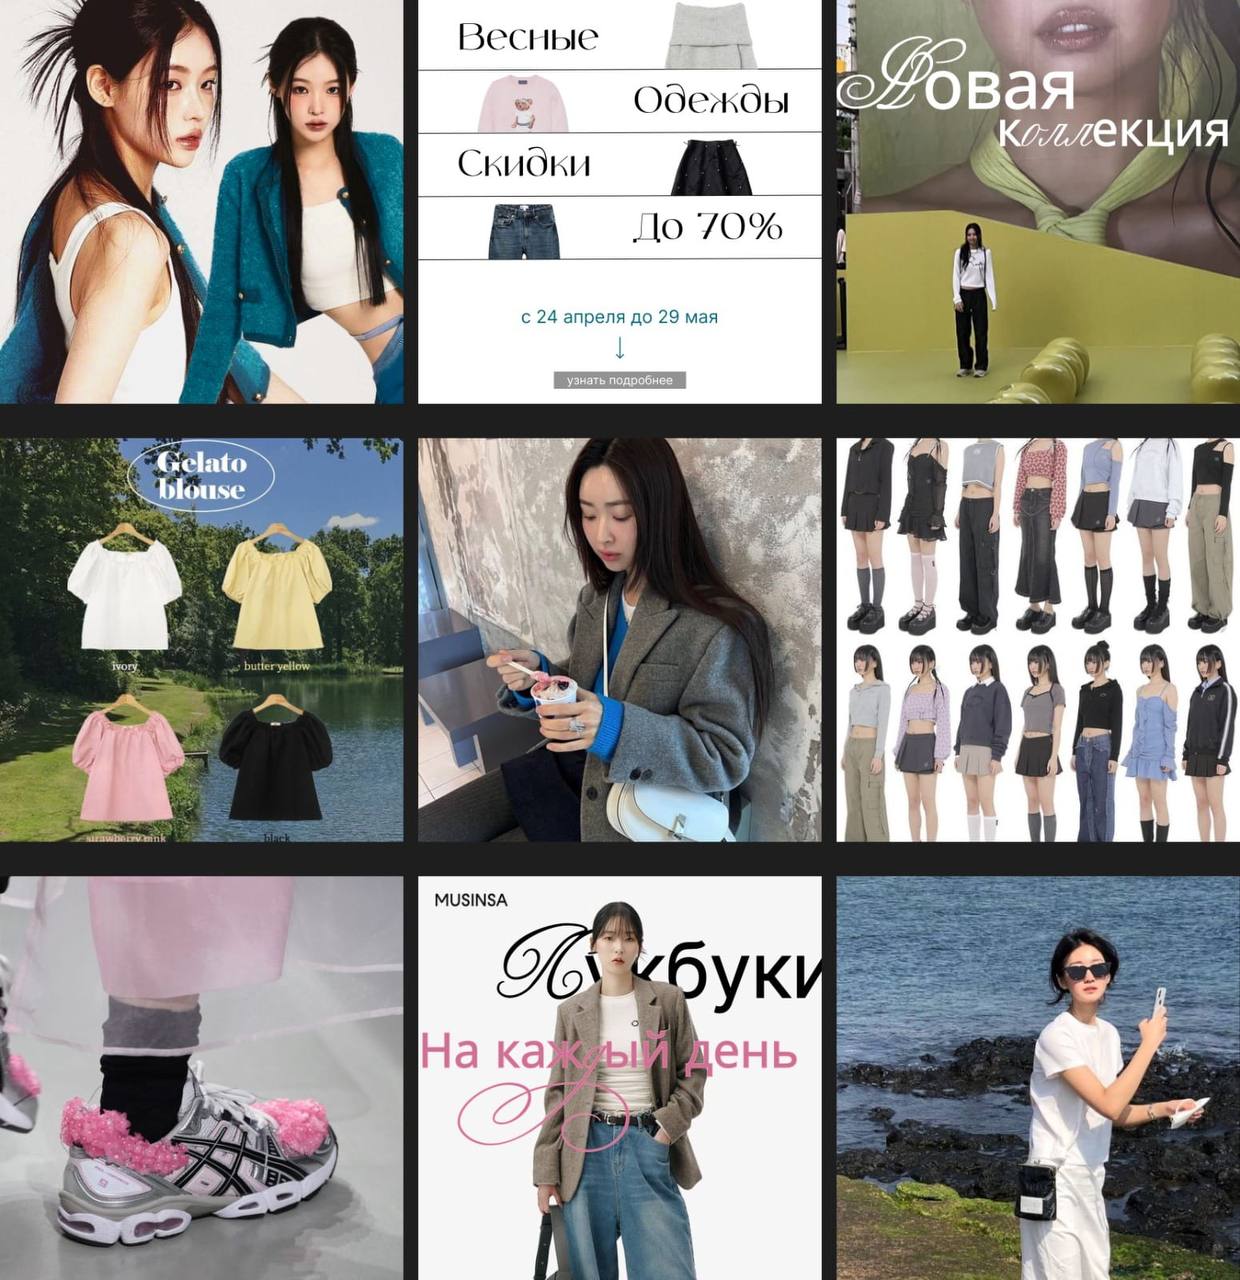 Весные
Одежды
Скидки
До 70%
с 24 апреля до 29 мая
узнать подробнее
Новая
коллекция
Gelato
blouse
ivory
butter yellow
strawberry pink
black
MUSINSA
Лукбуки
На каждый день